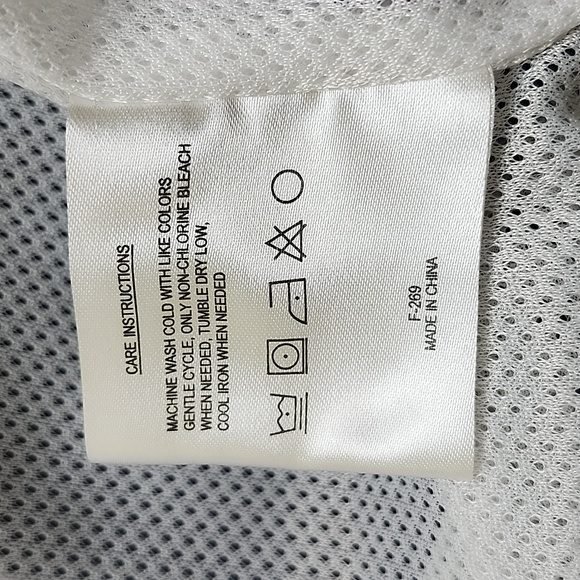 CARE INSTRUCTIONS
MACHINE WASH COLD WITH LIKE COLORS
GENTLE CYCLE, ONLY NON-CHLORINE BLEACH
WHEN NEEDED, TUMBLE DRY LOW,
COOL IRON WHEN NEEDED
F-269
MADE IN CHINA